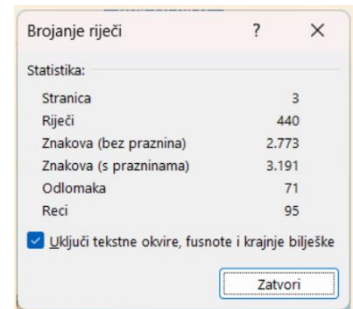 Brojanje riječi ? ×
Statistika:
Stranica 3
Riječi 440
Znakova (bez praznina) 2.773
Znakova (s prazninama) 3.191
Odlomaka 71
Reci 95
Uključi tekstne okvire, fusnote i krajnje bilješke
Zatvori